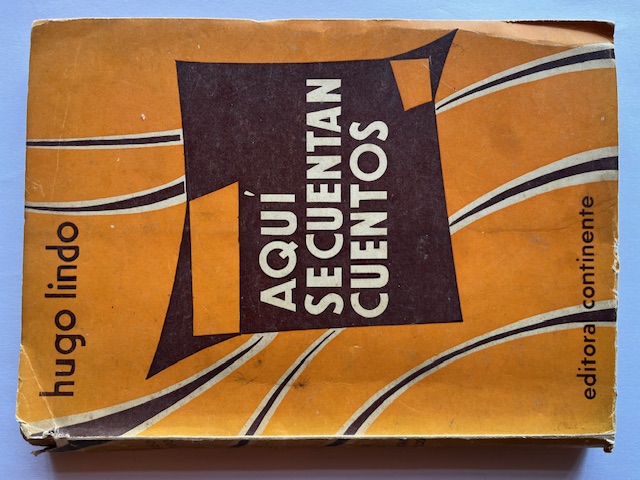 hugo lindo
AQUÍ
SE CUENTAN
CUENTOS
editora continente